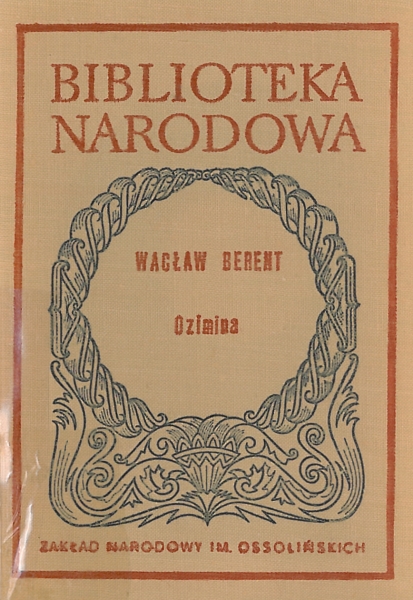 BIBLIOTEKA
NARODOWA
WACŁAW BERENT
Ozimina
ZAKŁAD NARODOWY IM. OSSOLIŃSKICH